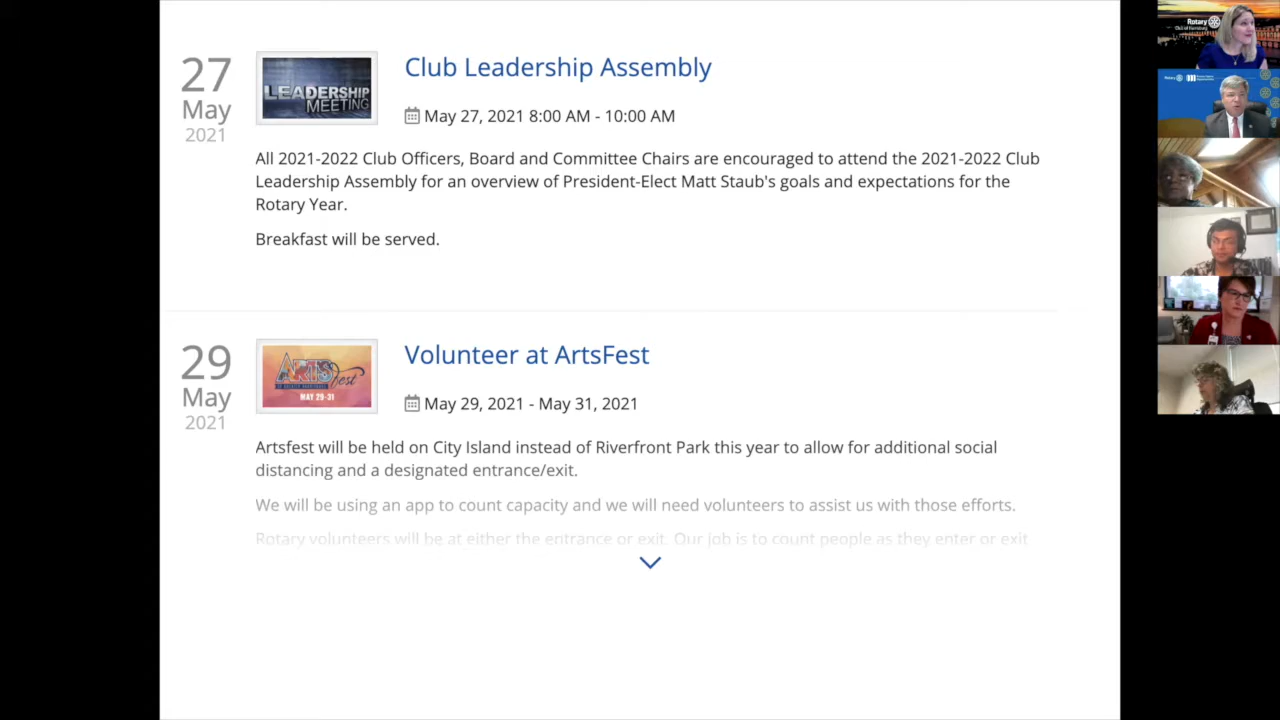 27
May
2021
LEADERSHIP
MEETING
Club Leadership Assembly
May 27, 2021 8:00 AM - 10:00 AM
All 2021-2022 Club Officers, Board and Committee Chairs are encouraged to attend the 2021-2022 Club
Leadership Assembly for an overview of President-Elect Matt Staub's goals and expectations for the
Rotary Year.
Breakfast will be served.
29
May
2021
ARTS
fest
MAY 29-31
Volunteer at ArtsFest
May 29, 2021 - May 31, 2021
Artsfest will be held on City Island instead of Riverfront Park this year to allow for additional social
distancing and a designated entrance/exit.
We will be using an app to count capacity and we will need volunteers to assist us with those efforts.
Rotary volunteers will be at either the entrance or exit. Our job is to count people as they enter or exit
Rotary
Rotary